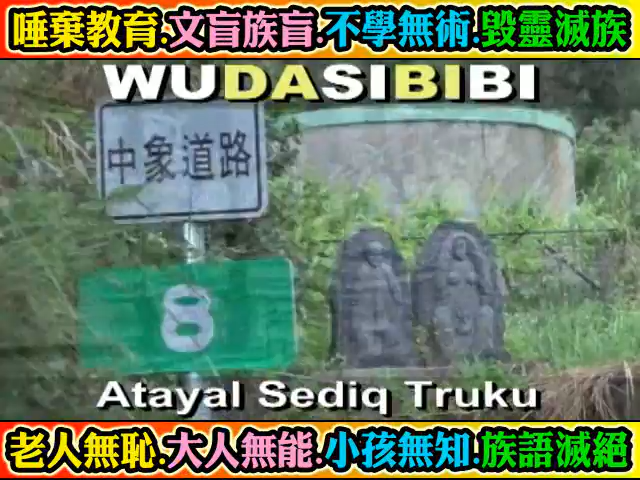 唾棄教育.文盲族盲.不學無術.毀靈滅族
WUDASIBIBI
中象道路
8
Atayal Sediq Truku
老人無恥.大人無能.小孩無知.族語滅絕